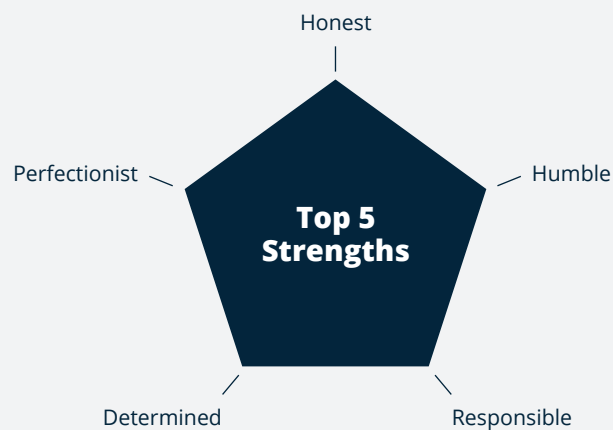 Honest
Perfectionist
Humble
Top 5
Strengths
Determined
Responsible